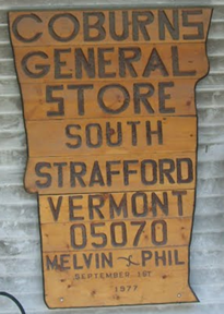 COBURNS
GENERAL
STORE
SOUTH
STRAFFORD
VERMONT
05070
MELVIN & PHIL
SEPTEMBER 1ST
1977